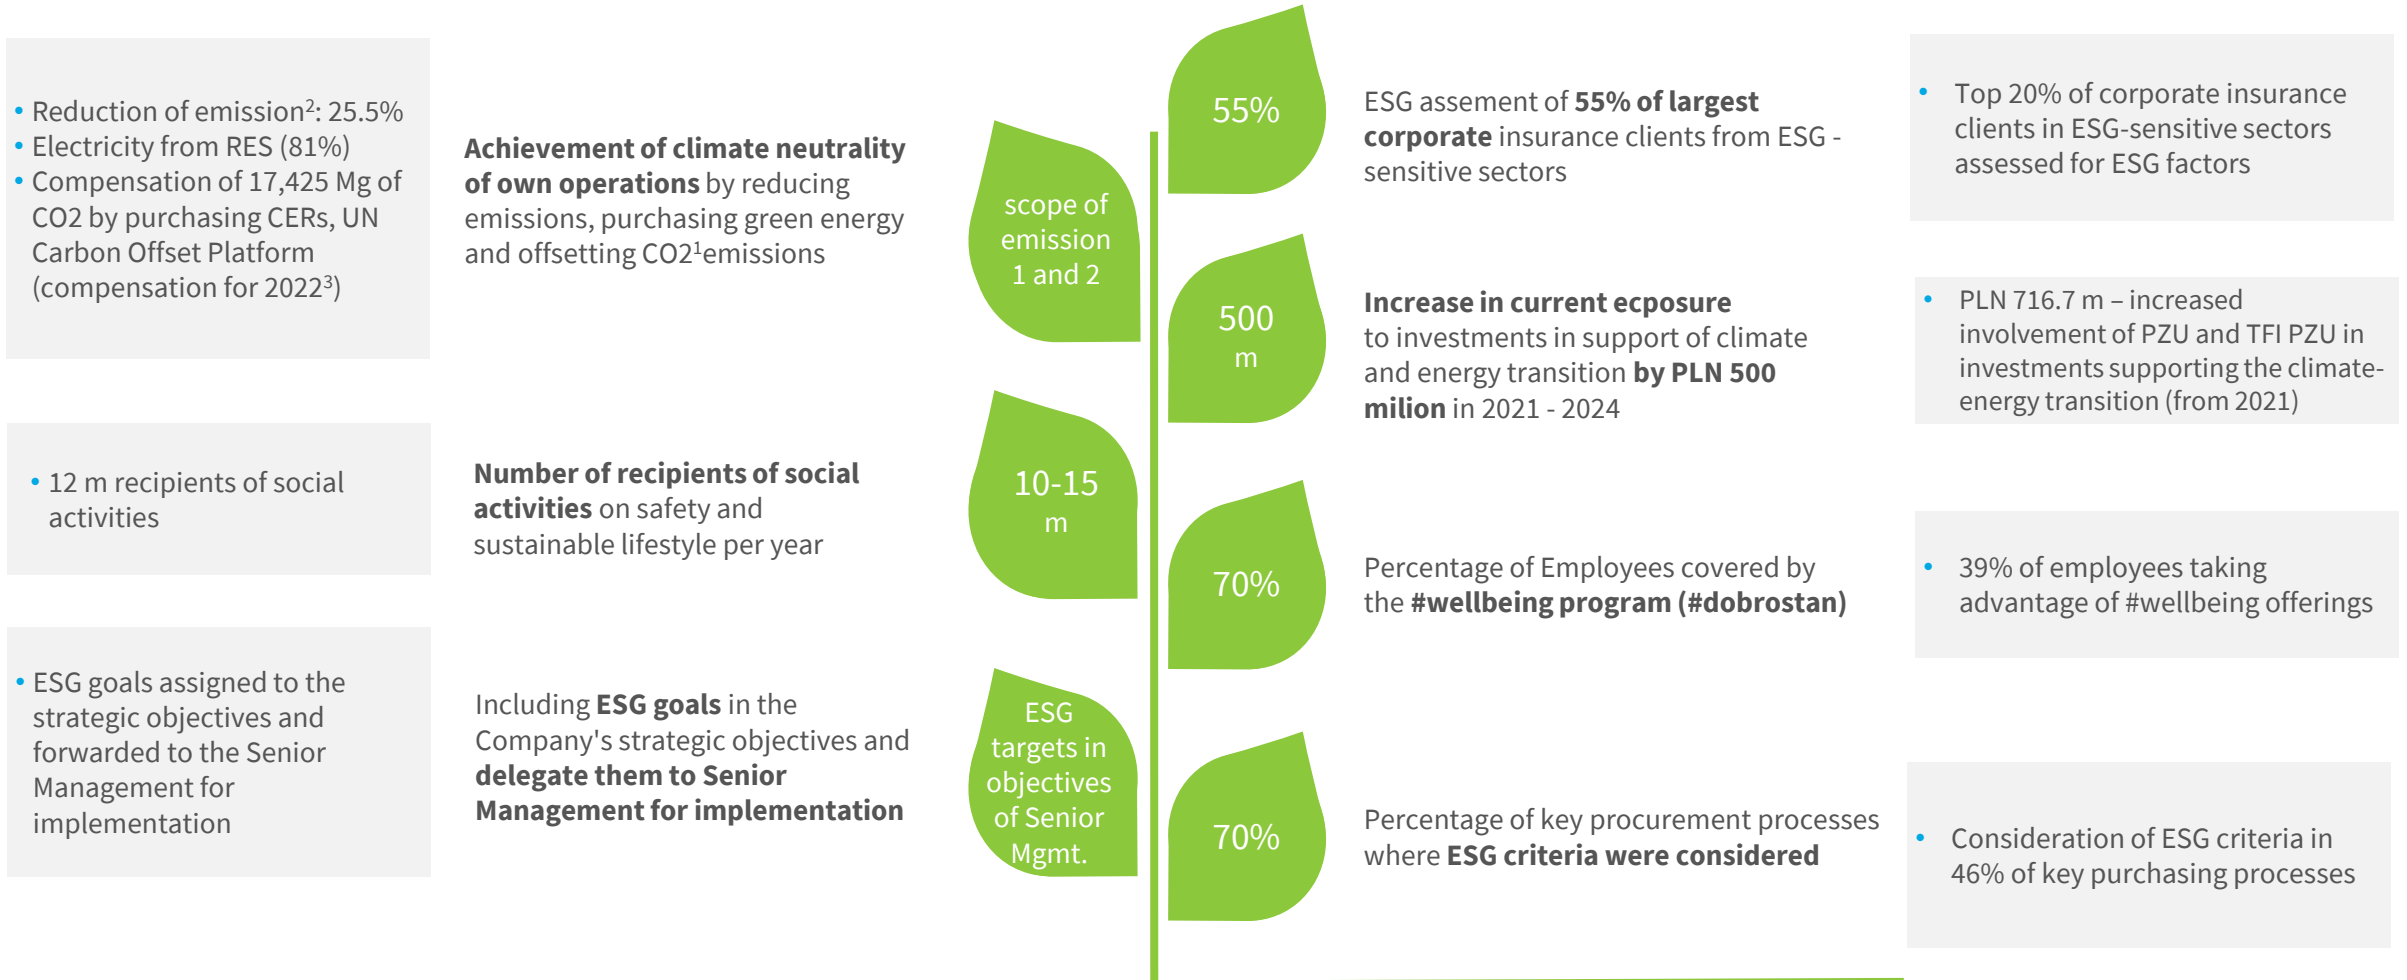 • Reduction of emission2: 25.5%
• Electricity from RES (81%)
• Compensation of 17,425 Mg of
CO2 by purchasing CERs, UN
Carbon Offset Platform
(compensation for 20223)
Achievement of climate neutrality
of own operations by reducing
emissions, purchasing green energy
and offsetting CO21emissions
scope of
emission
1 and 2
• 12 m recipients of social
activities
Number of recipients of social
activities on safety and
sustainable lifestyle per year
10-15
m
• ESG goals assigned to the
strategic objectives and
forwarded to the Senior
Management for
implementation
Including ESG goals in the
Company's strategic objectives and
delegate them to Senior
Management for implementation
ESG
targets in
objectives
of Senior
Mgmt.
55%
ESG assement of 55% of largest
corporate insurance clients from ESG -
sensitive sectors
• Top 20% of corporate insurance
clients in ESG-sensitive sectors
assessed for ESG factors
500
m
Increase in current ecposure
to investments in support of climate
and energy transition by PLN 500
milion in 2021 - 2024
• PLN 716.7 m – increased
involvement of PZU and TFI PZU in
investments supporting the climate-
energy transition (from 2021)
70%
Percentage of Employees covered by
the #wellbeing program (#dobrostan)
• 39% of employees taking
advantage of #wellbeing offerings
70%
Percentage of key procurement processes
where ESG criteria were considered
• Consideration of ESG criteria in
46% of key purchasing processes